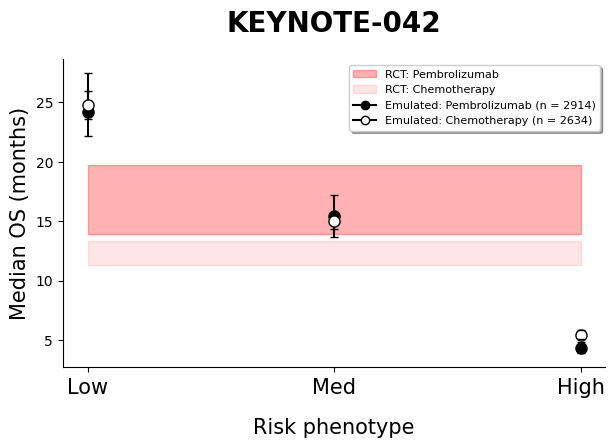 KEYNOTE-042
RCT: Pembrolizumab
RCT: Chemotherapy
Emulated: Pembrolizumab (n = 2914)
Emulated: Chemotherapy (n = 2634)
Median OS (months)
25
20
15
10
5
Low Med High
Risk phenotype